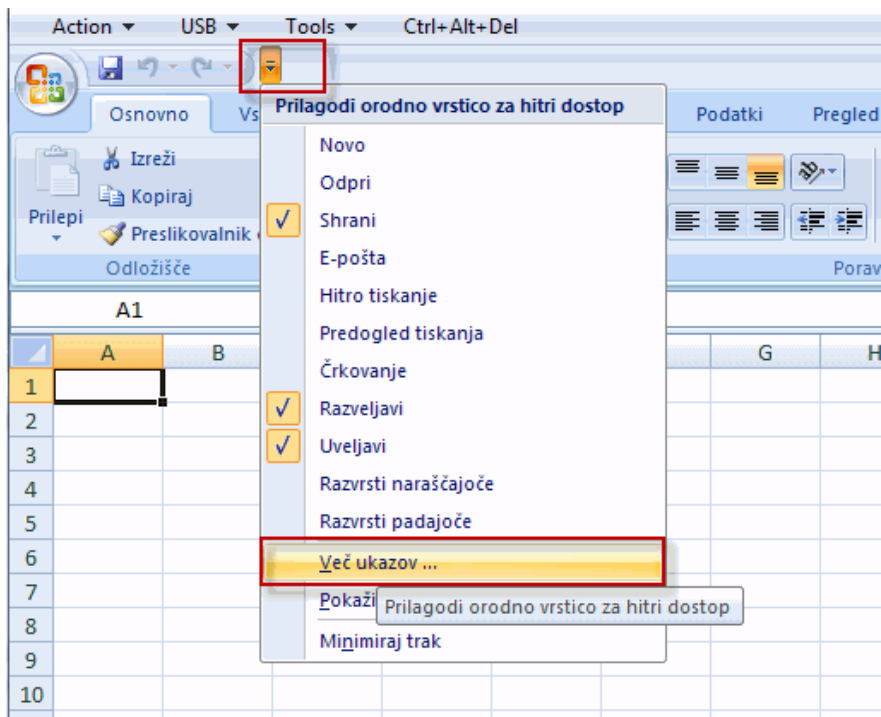 Action USB Tools Ctrl+Alt+Del
Prilagodi orodno vrstico za hitri dostop
Osnovno Vs Podatki Pregled
Novo
Izreži
Odpri
Kopiraj
Prilepi
Shrani
Preslikovalnik
E-pošta
Odložišče Porav
Hitro tiskanje
A1
Predogled tiskanja
A B G H
Črkovanje
1
Razveljavi
2
Uveljavi
3
Razvrsti naraščajoče
4
Razvrsti padajoče
5
Več ukazov ...
6
7
Pokaži
Prilagodi orodno vrstico za hitri dostop
8
Minimiraj trak
9
10